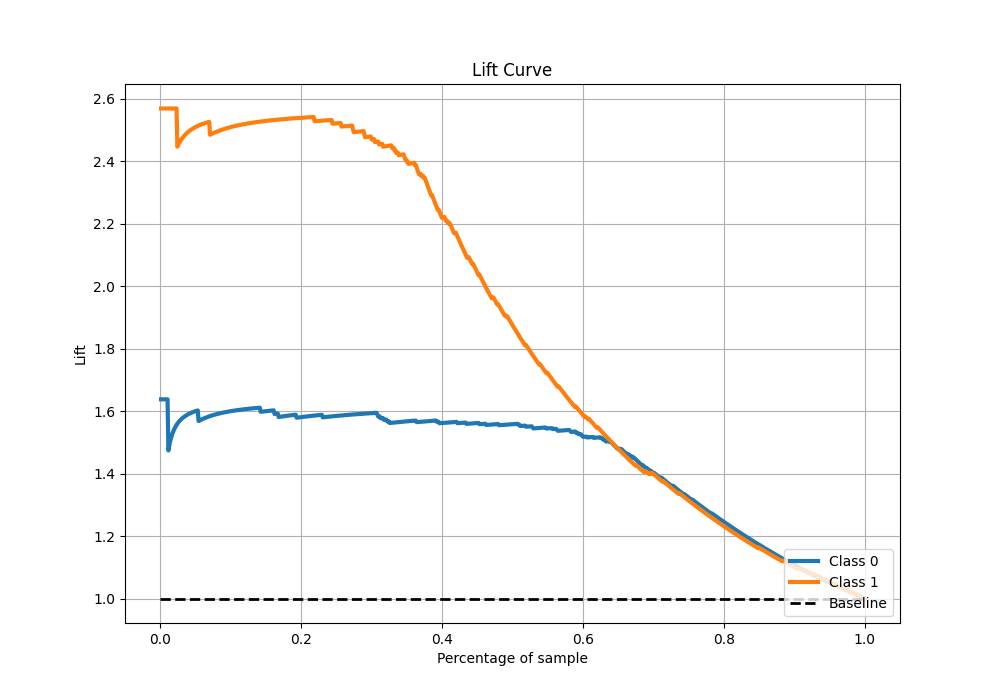 Lift Curve
Lift
2.6
2.4
2.2
2.0
1.8
1.6
1.4
1.2
1.0
0.0 0.2 0.4 0.6 0.8 1.0
Percentage of sample
Class 0
Class 1
Baseline